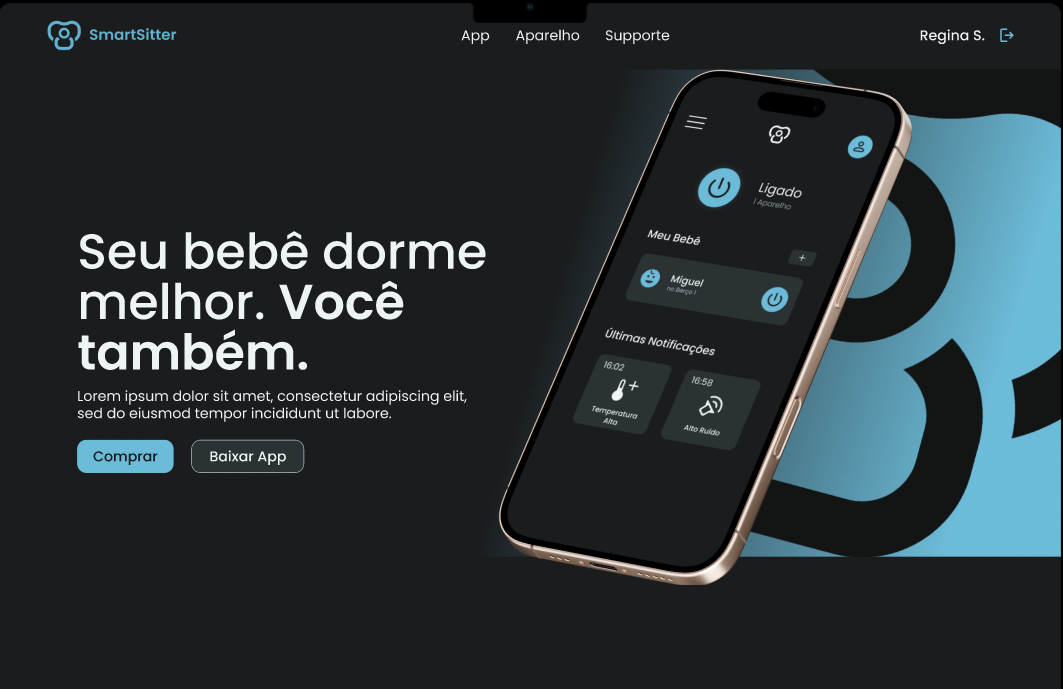 SmartSitter
App
Aparelho
Supporte
Regina S.
Seu bebê dorme
melhor. Você
também.
Lorem ipsum dolor sit amet, consectetur adipiscing elit,
sed do eiusmod tempor incididunt ut labore.
Comprar
Baixar App
Ligado
1 Aparelho
Meu Bebê
+
Miguel
no Berço 1
Últimas Notificações
16:02
Temperatura
Alta
16:58
Alto Ruído